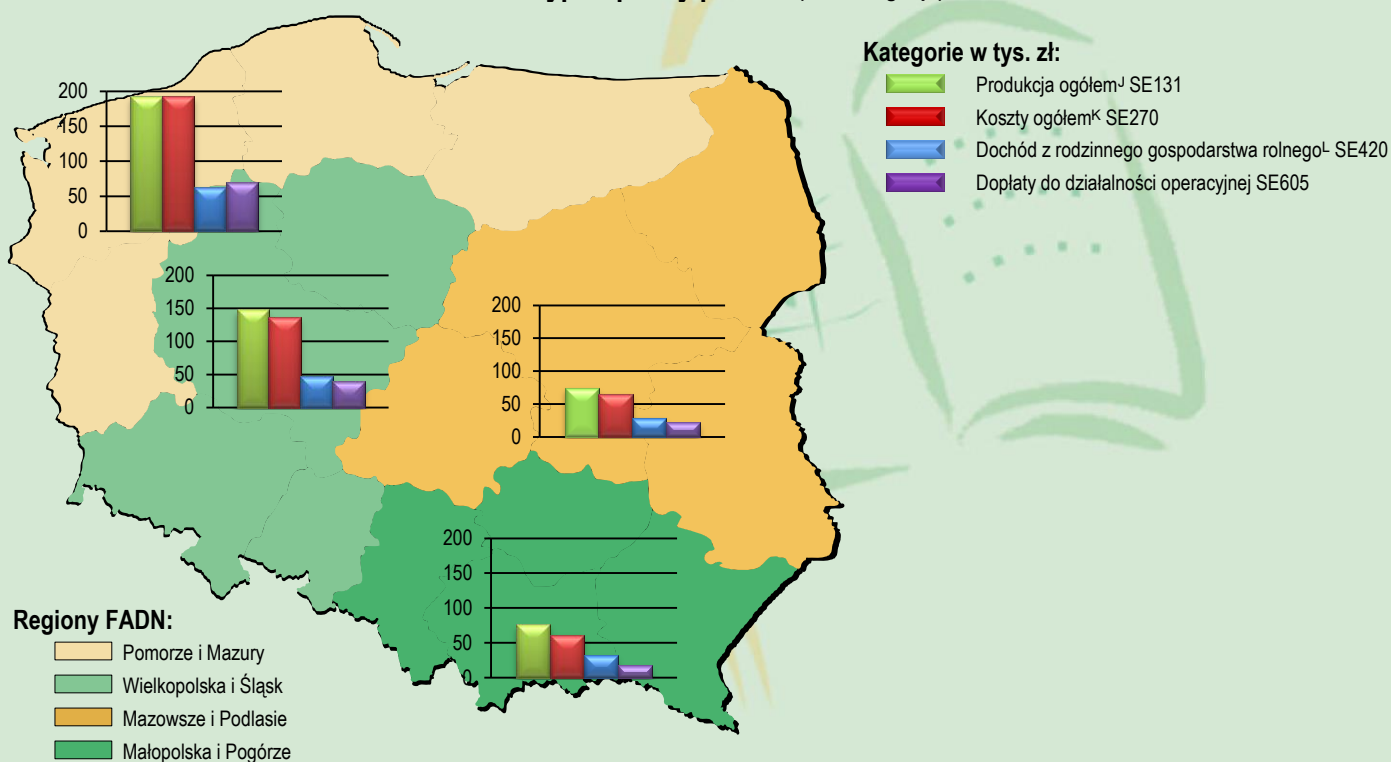 Kategorie w tys. zł:
Produkcja ogółemᴶ SE131
Koszty ogółemᴷ SE270
Dochód z rodzinnego gospodarstwa rolnegoᴸ SE420
Dopłaty do działalności operacyjnej SE605
200
150
100
50
0
200
150
100
50
0
200
150
100
50
0
200
150
100
50
0
Regiony FADN:
Pomorze i Mazury
Wielkopolska i Śląsk
Mazowsze i Podlasie
Małopolska i Pogórze